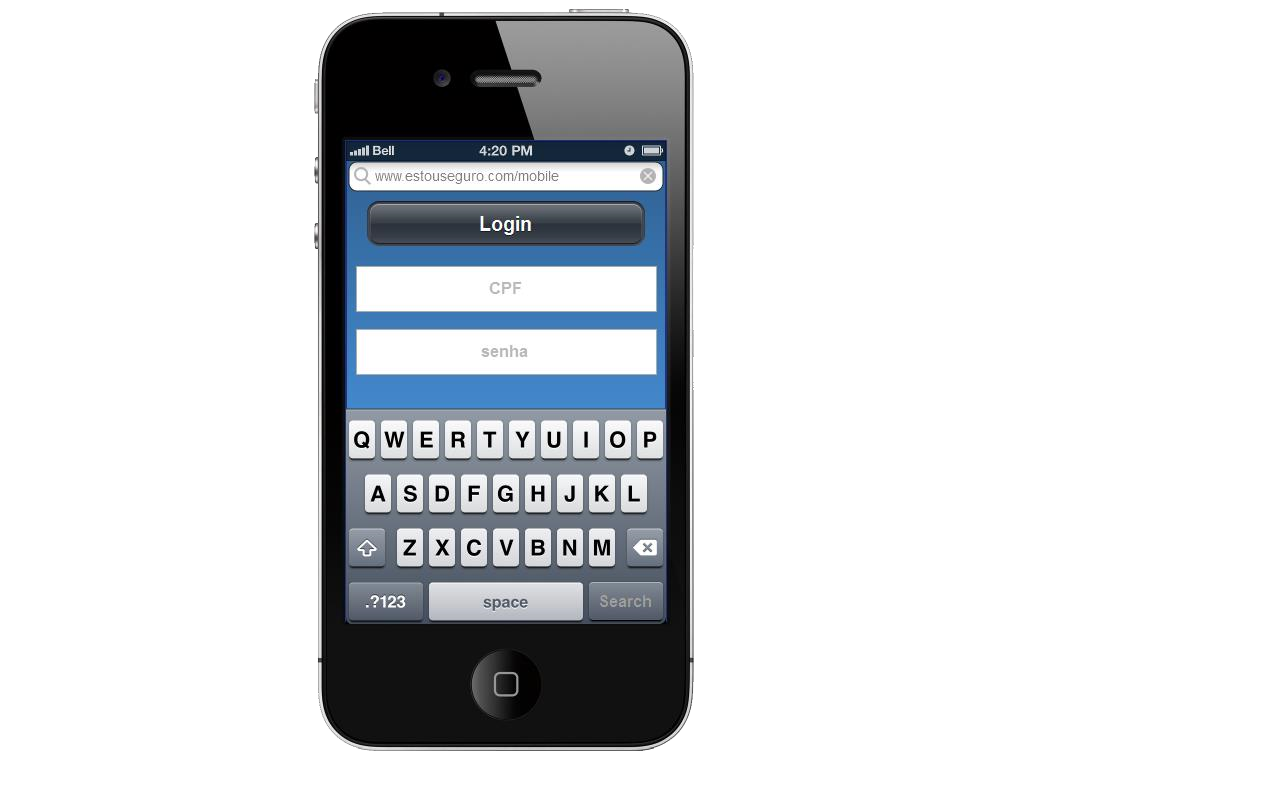 Bell 4:20 PM
www.estouseguro.com/mobile
Login
CPF
senha
Q W E R T Y U I O P
A S D F G H J K L
Z X C V B N M
.?123 space Search